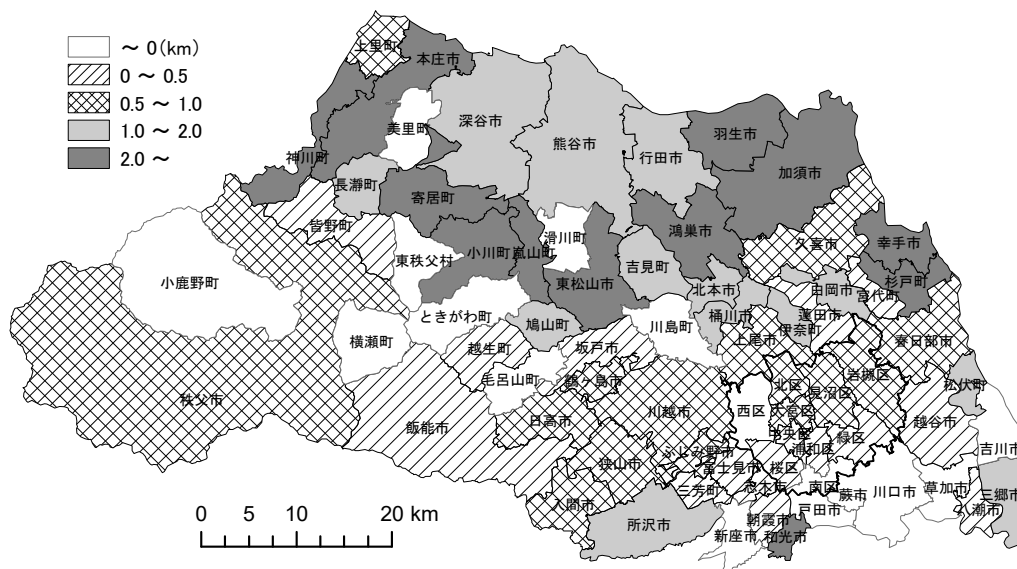 ～ 0(km)
0 ～ 0.5
0.5 ～ 1.0
1.0 ～ 2.0
2.0 ～
上里町
本庄市
美里町
深谷市
熊谷市
行田市
羽生市
加須市
神川町
長瀞町
寄居町
皆野町
小鹿野町
東秩父村
小川町
嵐山町
滑川町
東松山市
吉見町
鴻巣市
久喜市
幸手市
杉戸町
宮代町
白岡市
蓮田市
北本市
桶川市
伊奈町
上尾市
春日部市
ときがわ町
鳩山町
川島町
横瀬町
越生町
坂戸市
毛呂山町
鶴ヶ島市
秩父市
飯能市
日高市
川越市
狭山市
入間市
所沢市
ふじみ野市
富士見市
三芳町
志木市
朝霞市
新座市
和光市
西区
北区
大宮区
見沼区
岩槻区
中央区
浦和区
緑区
桜区
南区
戸田市
蕨市
川口市
草加市
越谷市
松伏町
吉川市
三郷市
八潮市
0 5 10 20 km